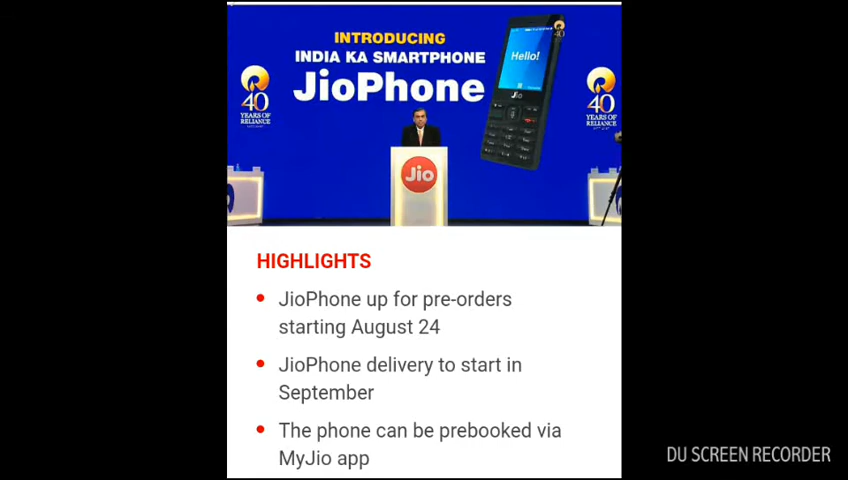 INTRODUCING
INDIA KA SMARTPHONE
JioPhone
Hello!
Jio
40
YEARS OF
RELIANCE
40
YEARS OF
RELIANCE
40
Jio
HIGHLIGHTS
JioPhone up for pre-orders
starting August 24
JioPhone delivery to start in
September
The phone can be prebooked via
MyJio app
DU SCREEN RECORDER